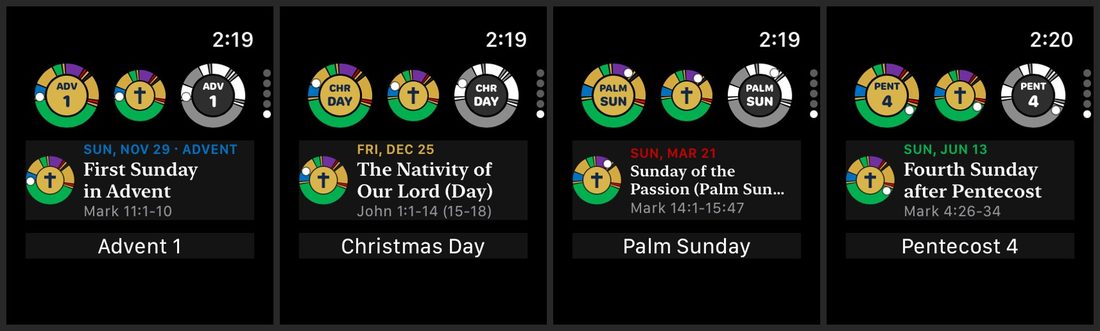 2:19
ADV
1
ADV
1
SUN, NOV 29 · ADVENT
First Sunday
in Advent
Mark 11:1-10
Advent 1
2:19
CHR
DAY
CHR
DAY
FRI, DEC 25
The Nativity of
Our Lord (Day)
John 1:1-14 (15-18)
Christmas Day
2:19
PALM
SUN
PALM
SUN
SUN, MAR 21
Sunday of the
Passion (Palm Sun...
Mark 14:1-15:47
Palm Sunday
2:20
PENT
4
PENT
4
SUN, JUN 13
Fourth Sunday
after Pentecost
Mark 4:26-34
Pentecost 4